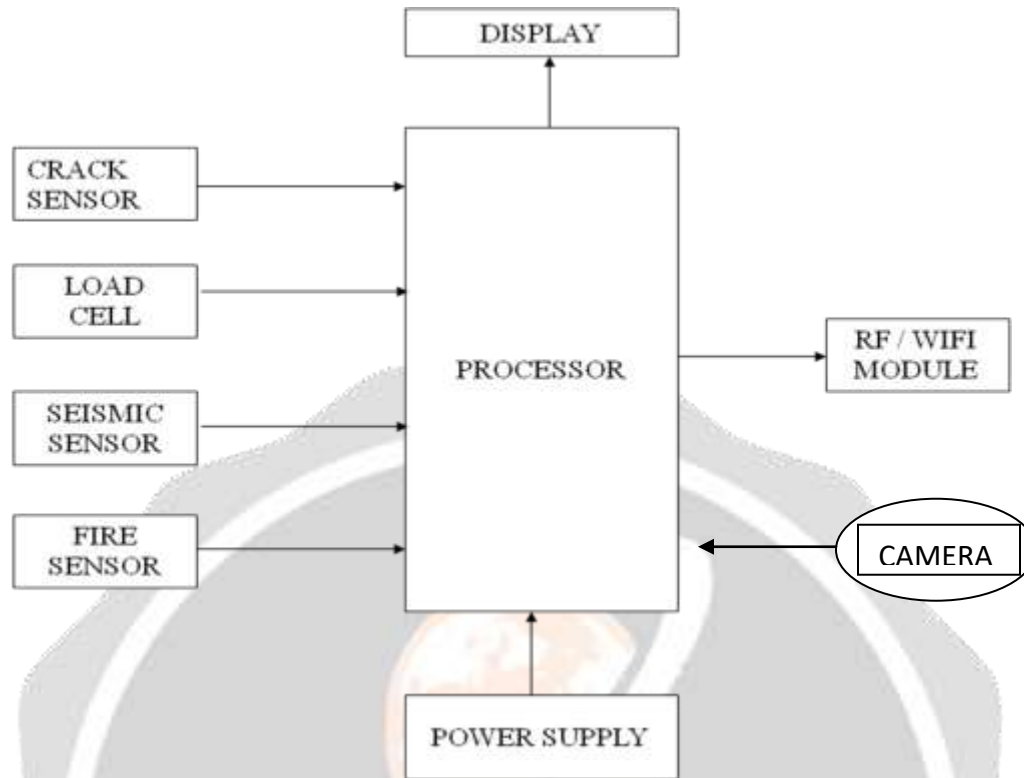 DISPLAY
CRACK
SENSOR
LOAD
CELL
SEISMIC
SENSOR
FIRE
SENSOR
PROCESSOR
RF / WIFI
MODULE
CAMERA
POWER SUPPLY